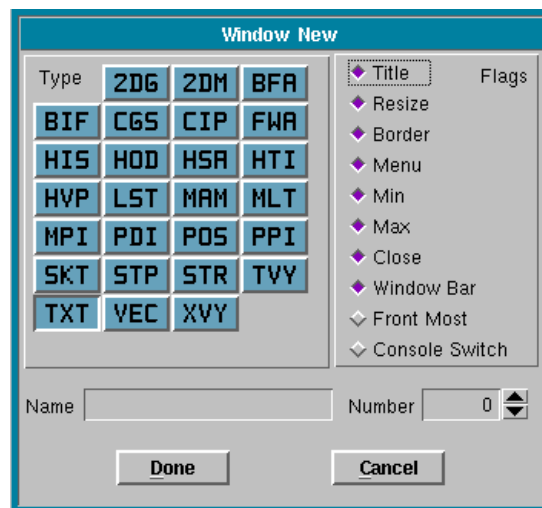 Window New
Type 2DG 2DM BFA
BIF CGS CIP FWA
HIS HOD HSA HTI
HVP LST MAM MLT
MPI PDI POS PPI
SKT STP STR TVY
TXT VEC XVY
Title Flags
Resize
Border
Menu
Min
Max
Close
Window Bar
Front Most
Console Switch
Name Number 0
Done Cancel